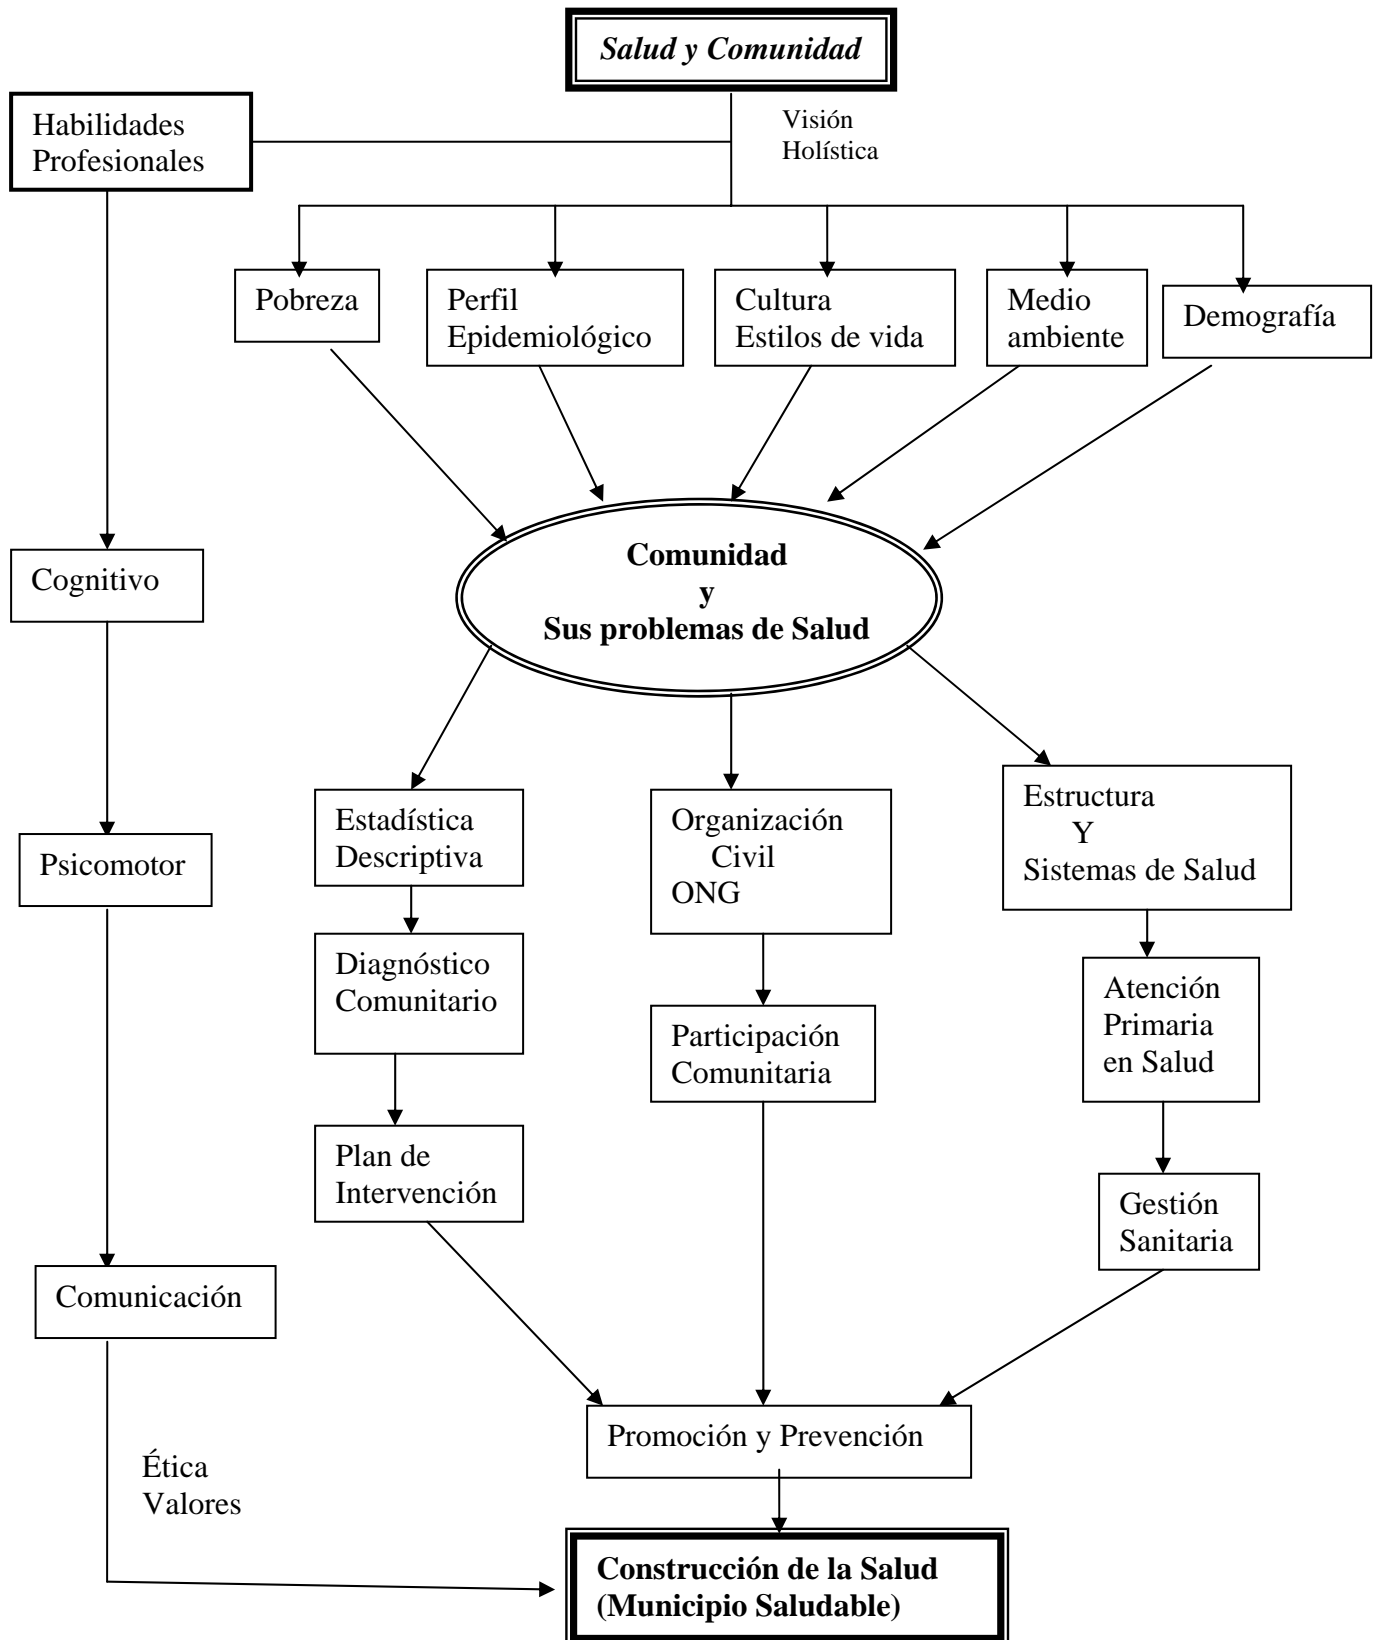 Salud y Comunidad
Visión
Holística
Habilidades
Profesionales
Pobreza
Perfil
Epidemiológico
Cultura
Estilos de vida
Medio
ambiente
Demografía
Comunidad
y
Sus problemas de Salud
Cognitivo
Psicomotor
Comunicación
Estadística
Descriptiva
Diagnóstico
Comunitario
Plan de
Intervención
Organización
Civil
ONG
Participación
Comunitaria
Estructura
Y
Sistemas de Salud
Atención
Primaria
en Salud
Gestión
Sanitaria
Promoción y Prevención
Ética
Valores
Construcción de la Salud
(Municipio Saludable)